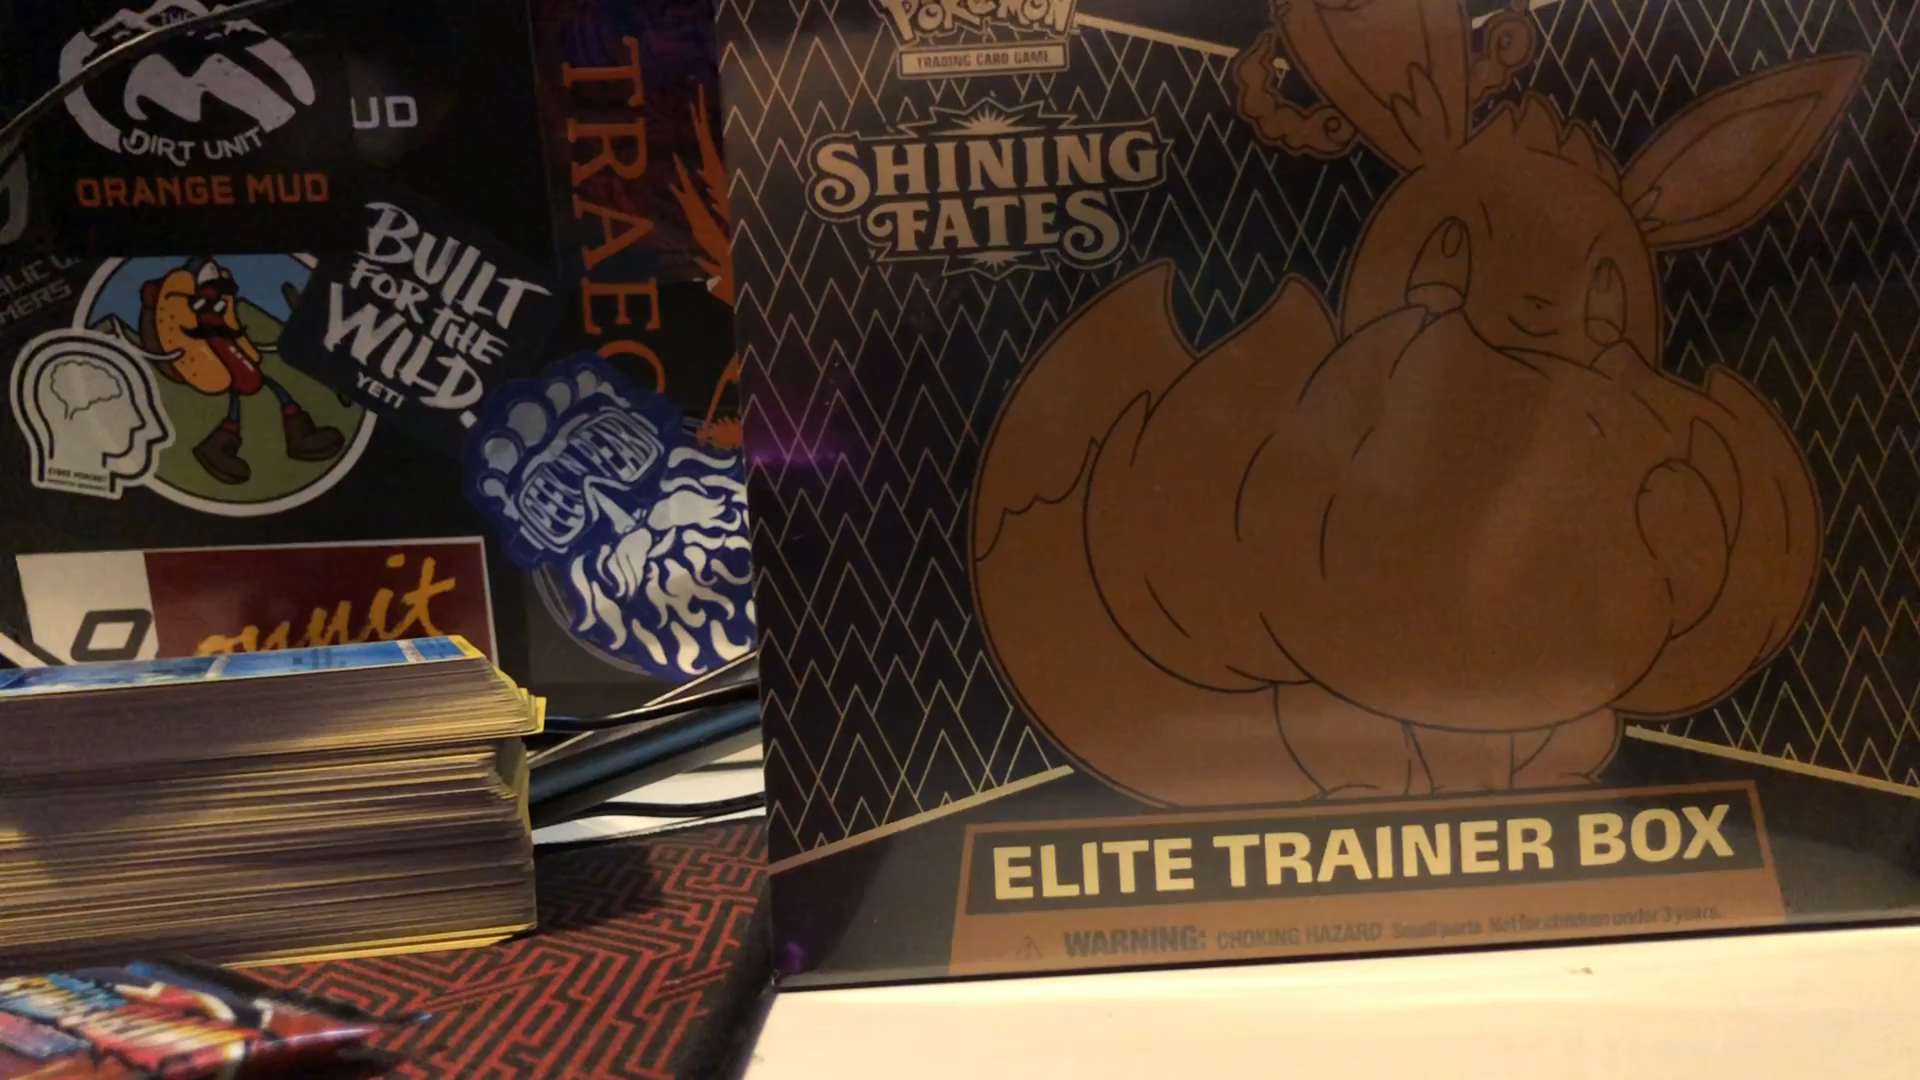 THE
DIRT UNIT
ORANGE MUD
UD
BUILT
FOR THE
WILD.
YETI
TRAEG
POKéMON
TRADING CARD GAME
SHINING
FATES
ELITE TRAINER BOX
WARNING: CHOKING HAZARD Small parts Not for children under 3 years.